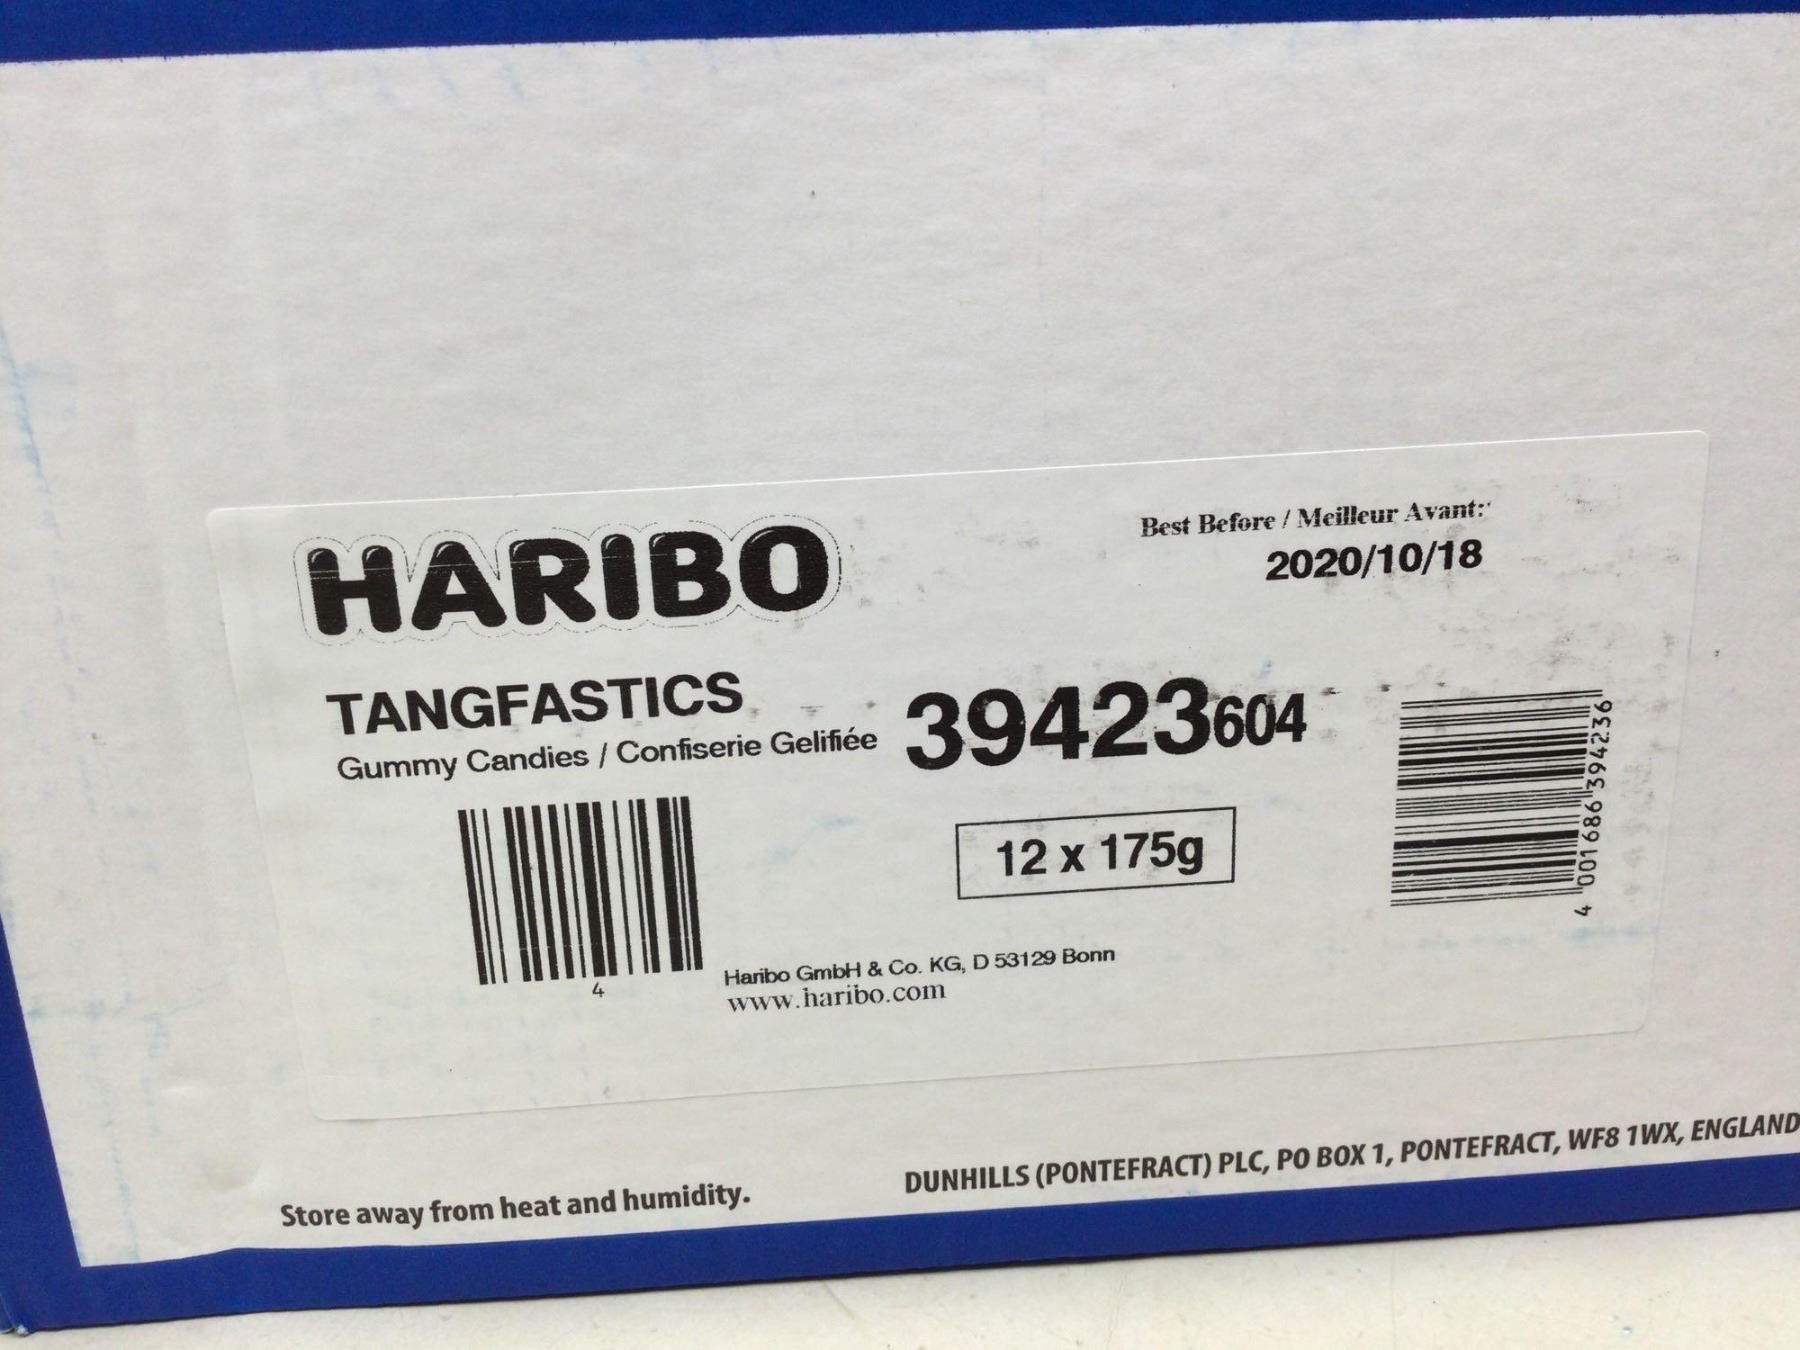 HARIBO
Best Before / Meilleur Avant:
2020/10/18
TANGFASTICS
Gummy Candies / Confiserie Gelifiée
39423604
12 x 175g
4 001686 394236
4
Haribo GmbH & Co. KG, D 53129 Bonn
www.haribo.com
Store away from heat and humidity.
DUNHILLS (PONTEFRACT) PLC, PO BOX 1, PONTEFRACT, WF8 1WX, ENGLAND